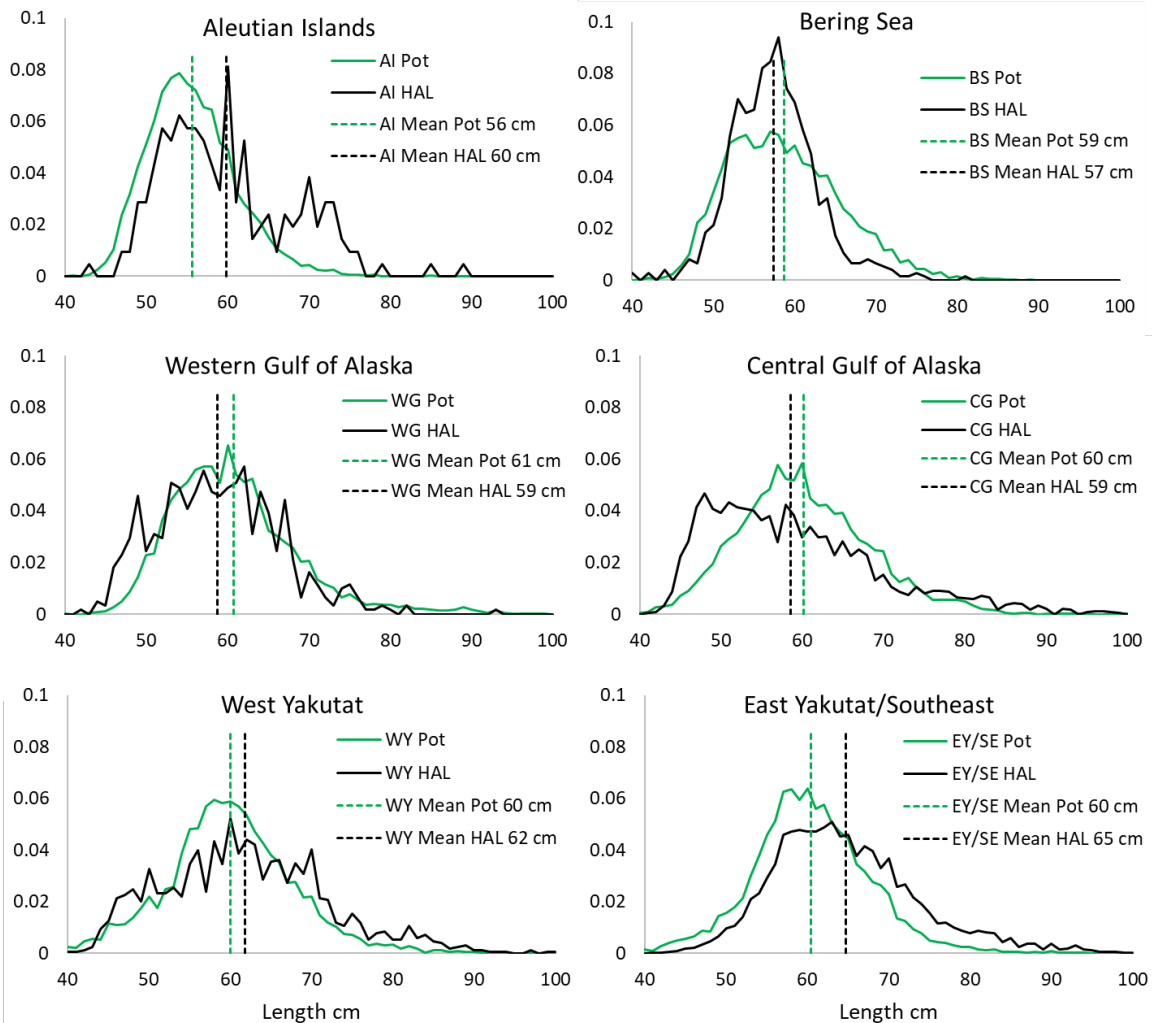 Aleutian Islands
0.1
0.08
0.06
0.04
0.02
0
AI Pot
AI HAL
AI Mean Pot 56 cm
AI Mean HAL 60 cm
40 50 60 70 80 90 100
Bering Sea
0.1
0.08
0.06
0.04
0.02
0
BS Pot
BS HAL
BS Mean Pot 59 cm
BS Mean HAL 57 cm
40 50 60 70 80 90 100
Western Gulf of Alaska
0.1
0.08
0.06
0.04
0.02
0
WG Pot
WG HAL
WG Mean Pot 61 cm
WG Mean HAL 59 cm
40 50 60 70 80 90 100
Central Gulf of Alaska
0.1
0.08
0.06
0.04
0.02
0
CG Pot
CG HAL
CG Mean Pot 60 cm
CG Mean HAL 59 cm
40 50 60 70 80 90 100
West Yakutat
0.1
0.08
0.06
0.04
0.02
0
WY Pot
WY HAL
WY Mean Pot 60 cm
WY Mean HAL 62 cm
40 50 60 70 80 90 100
Length cm
East Yakutat/Southeast
0.1
0.08
0.06
0.04
0.02
0
EY/SE Pot
EY/SE HAL
EY/SE Mean Pot 60 cm
EY/SE Mean HAL 65 cm
40 50 60 70 80 90 100
Length cm